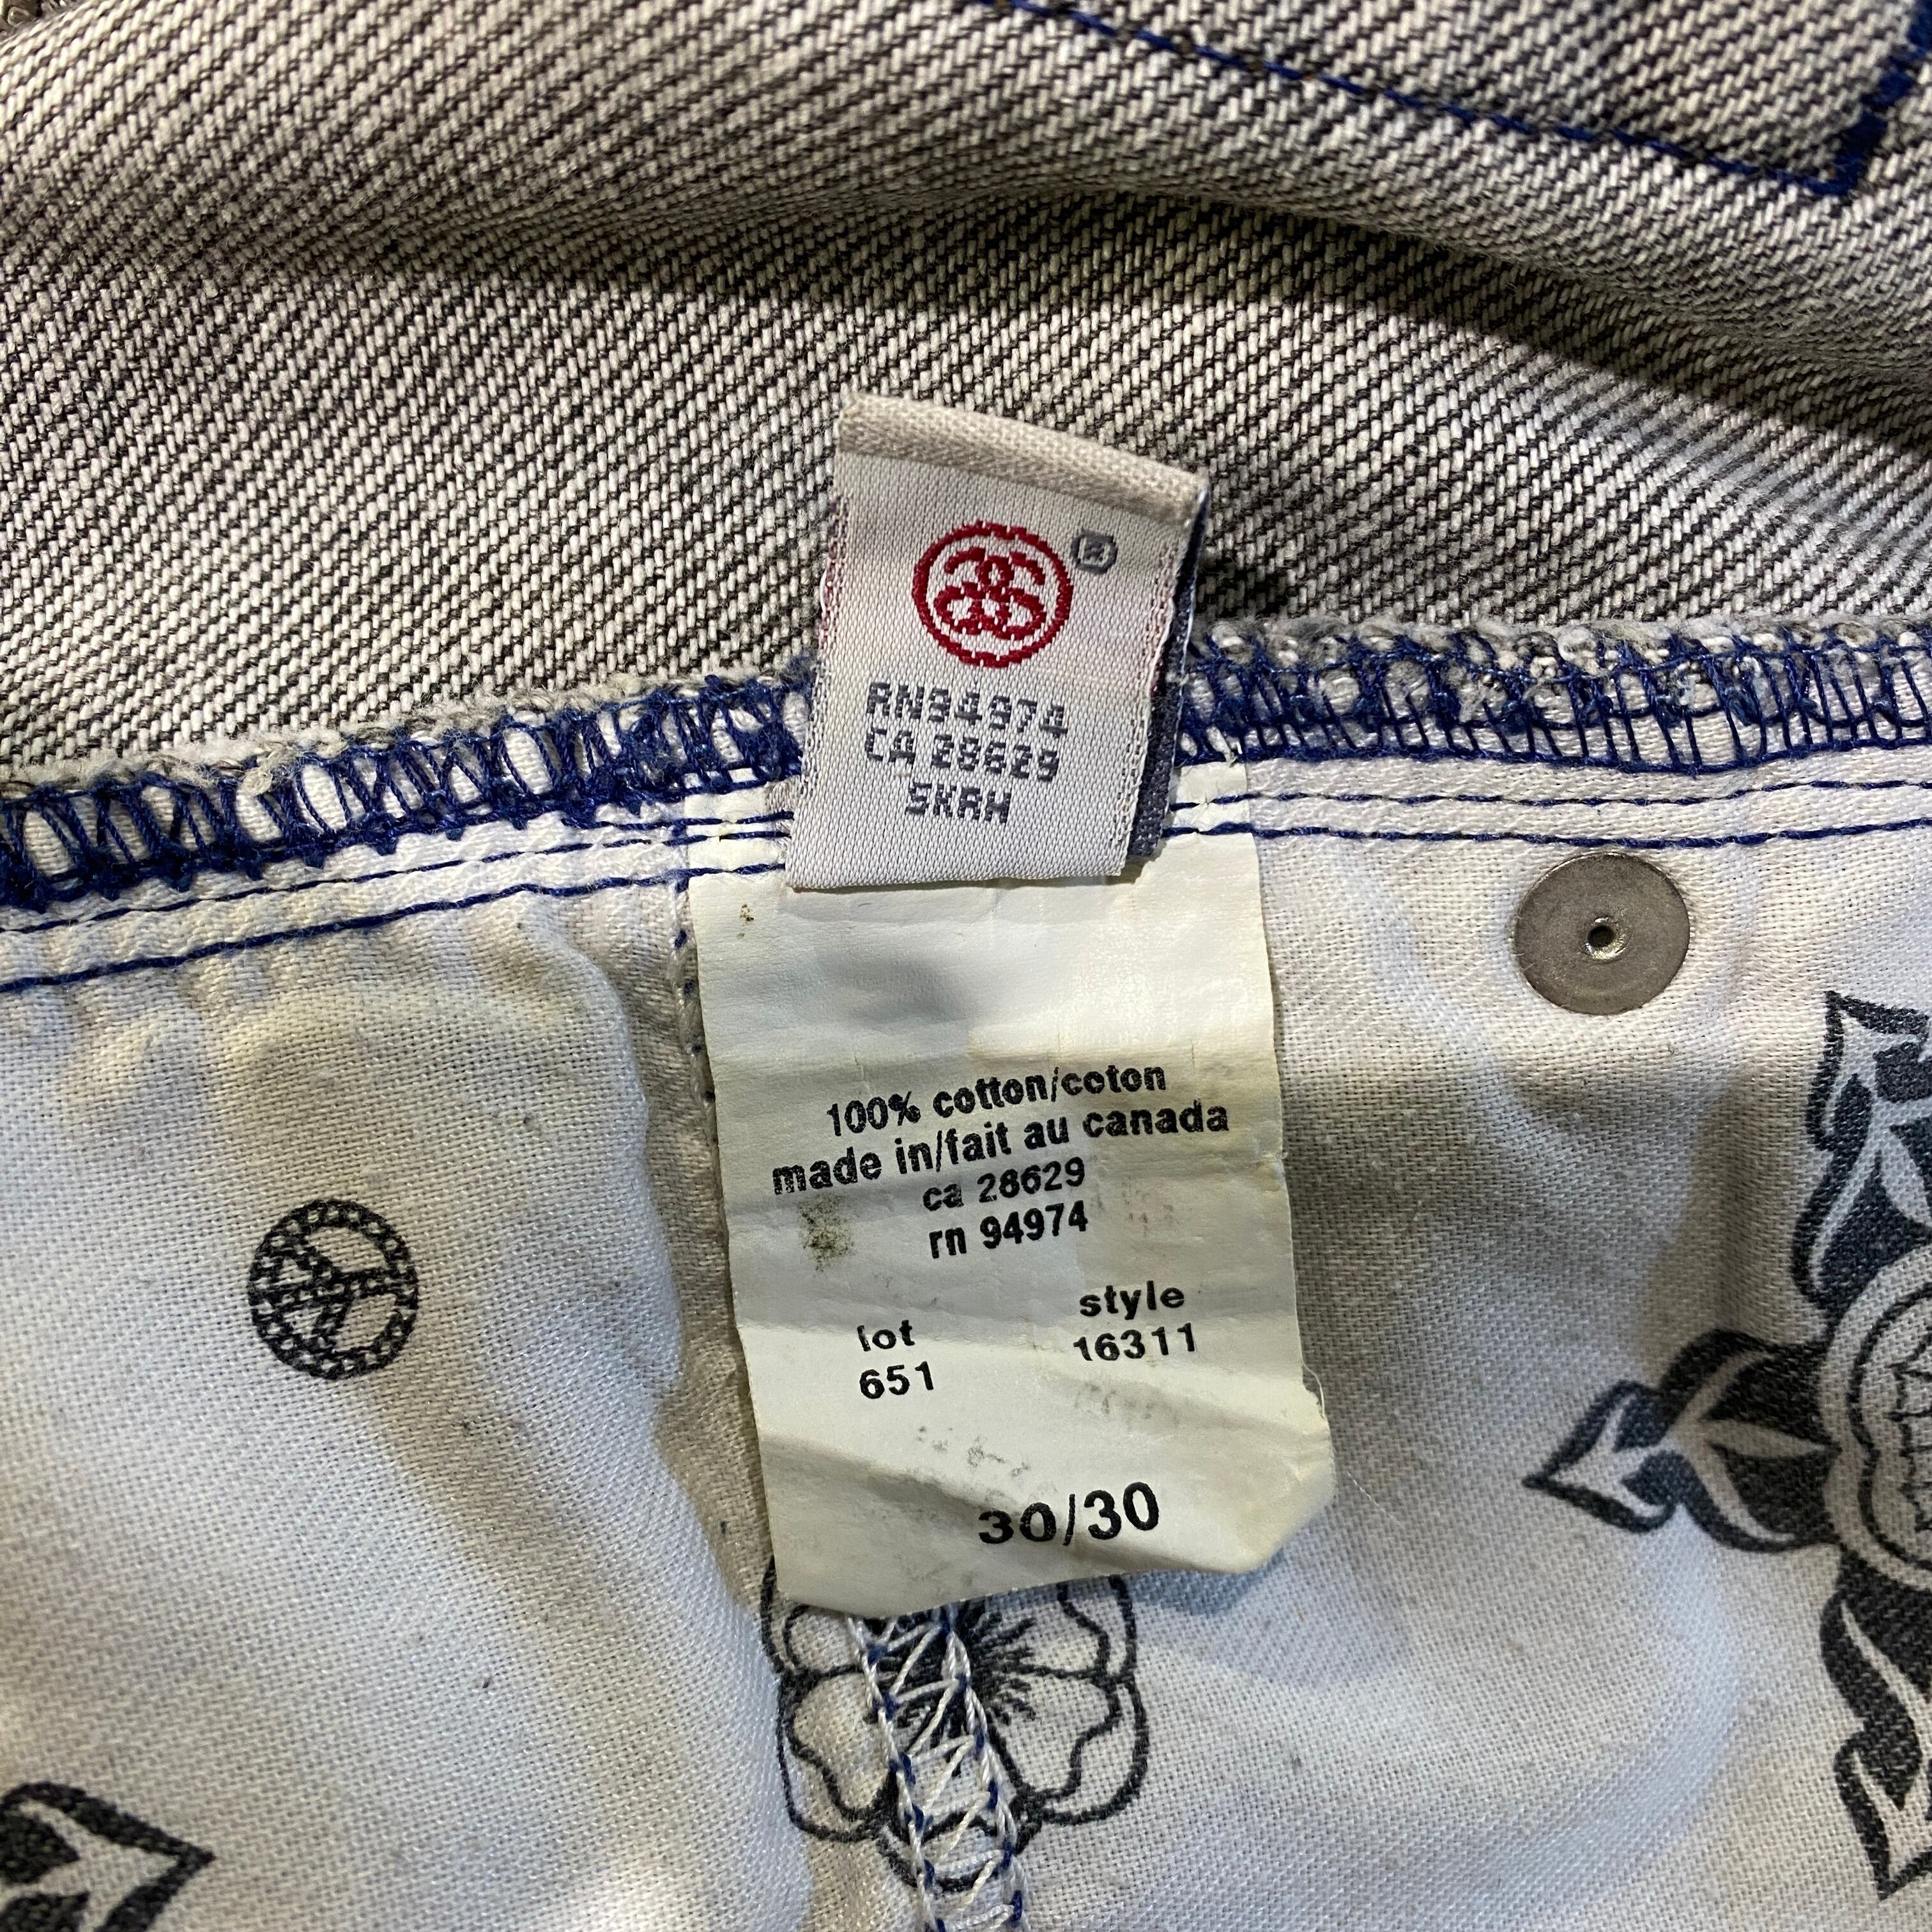 ®
RN94974
CA 28629
SKRH
100% cotton/coton
made in/fait au canada
ca 28629
rn 94974
lot style
651 16311
30/30